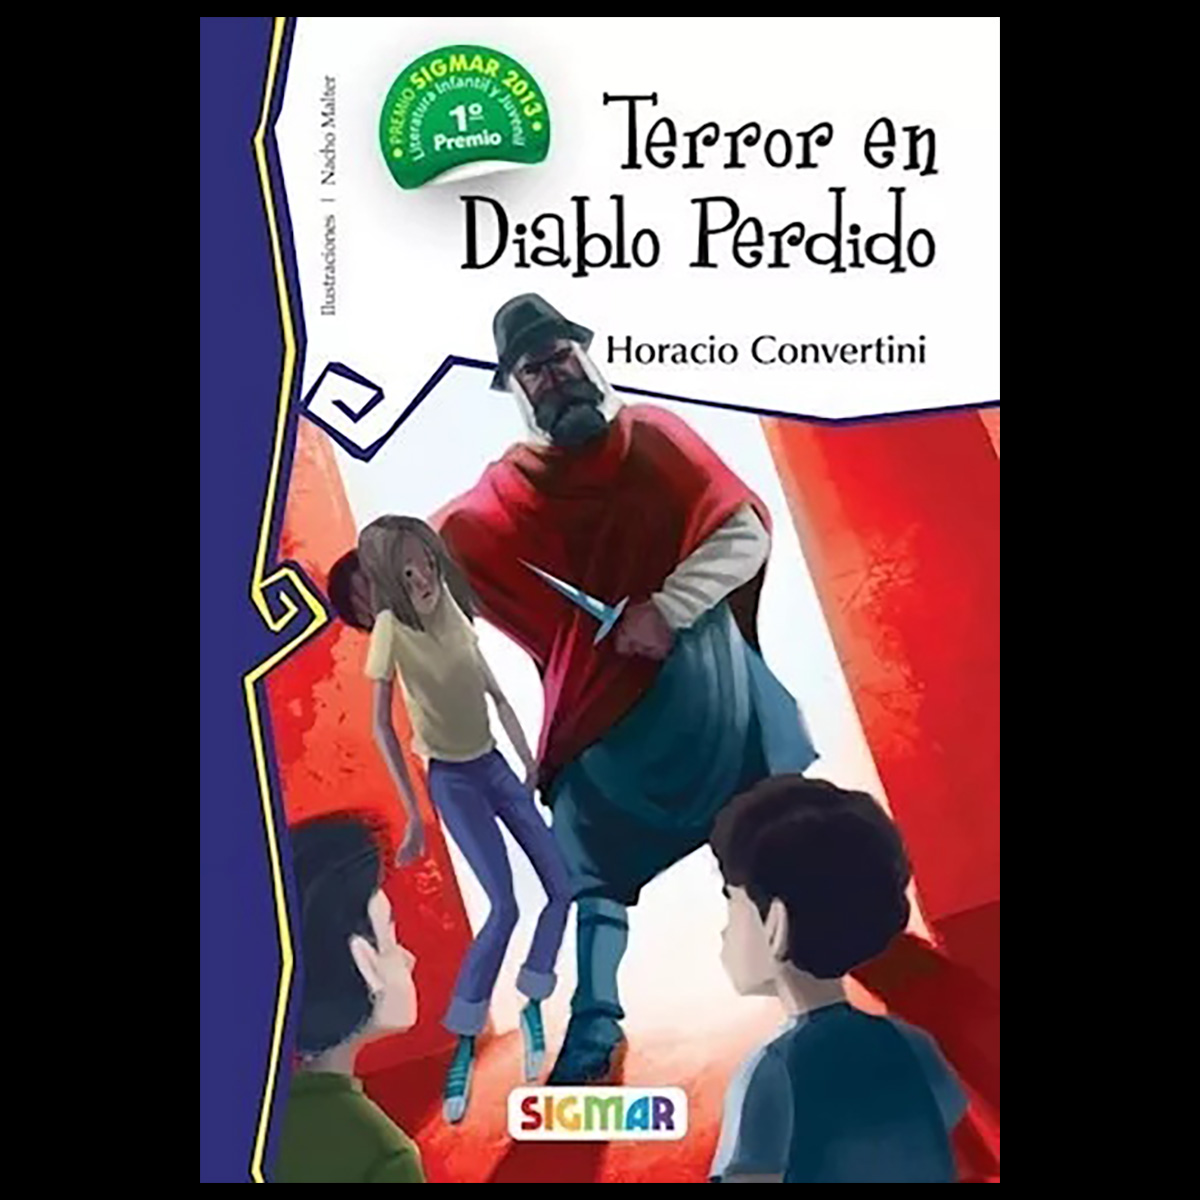 • PREMIO SIGMAR 2013 •
Literatura Infantil y Juvenil
1º
Premio
Ilustraciones | Nacho Malter
Terror en
Diablo Perdido
Horacio Convertini
SIGMAR